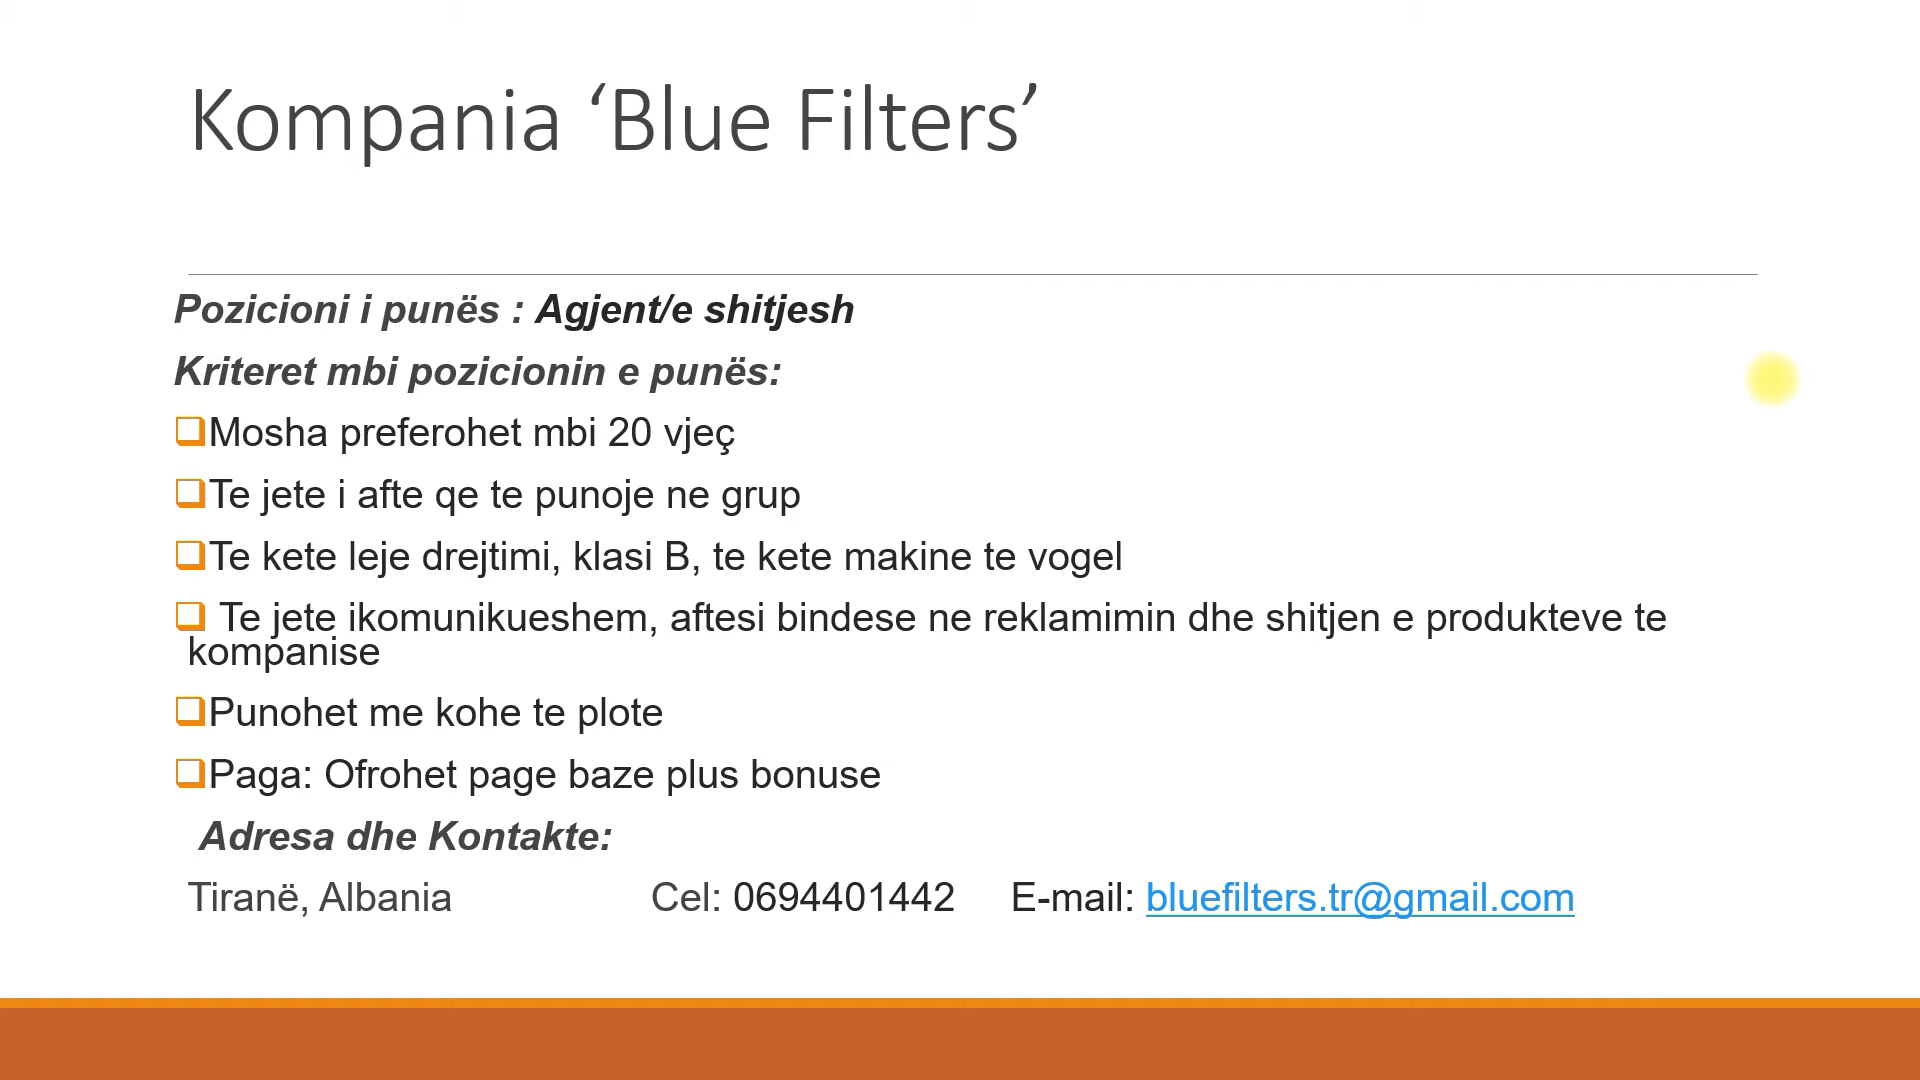 Kompania ‘Blue Filters’
Pozicioni i punës : Agjent/e shitjesh
Kriteret mbi pozicionin e punës:
Mosha preferohet mbi 20 vjeç
Te jete i afte qe te punoje ne grup
Te kete leje drejtimi, klasi B, te kete makine te vogel
Te jete ikomunikueshem, aftesi bindese ne reklamimin dhe shitjen e produkteve te
kompanise
Punohet me kohe te plote
Paga: Ofrohet page baze plus bonuse
Adresa dhe Kontakte:
Tiranë, Albania Cel: 0694401442 E-mail: bluefilters.tr@gmail.com